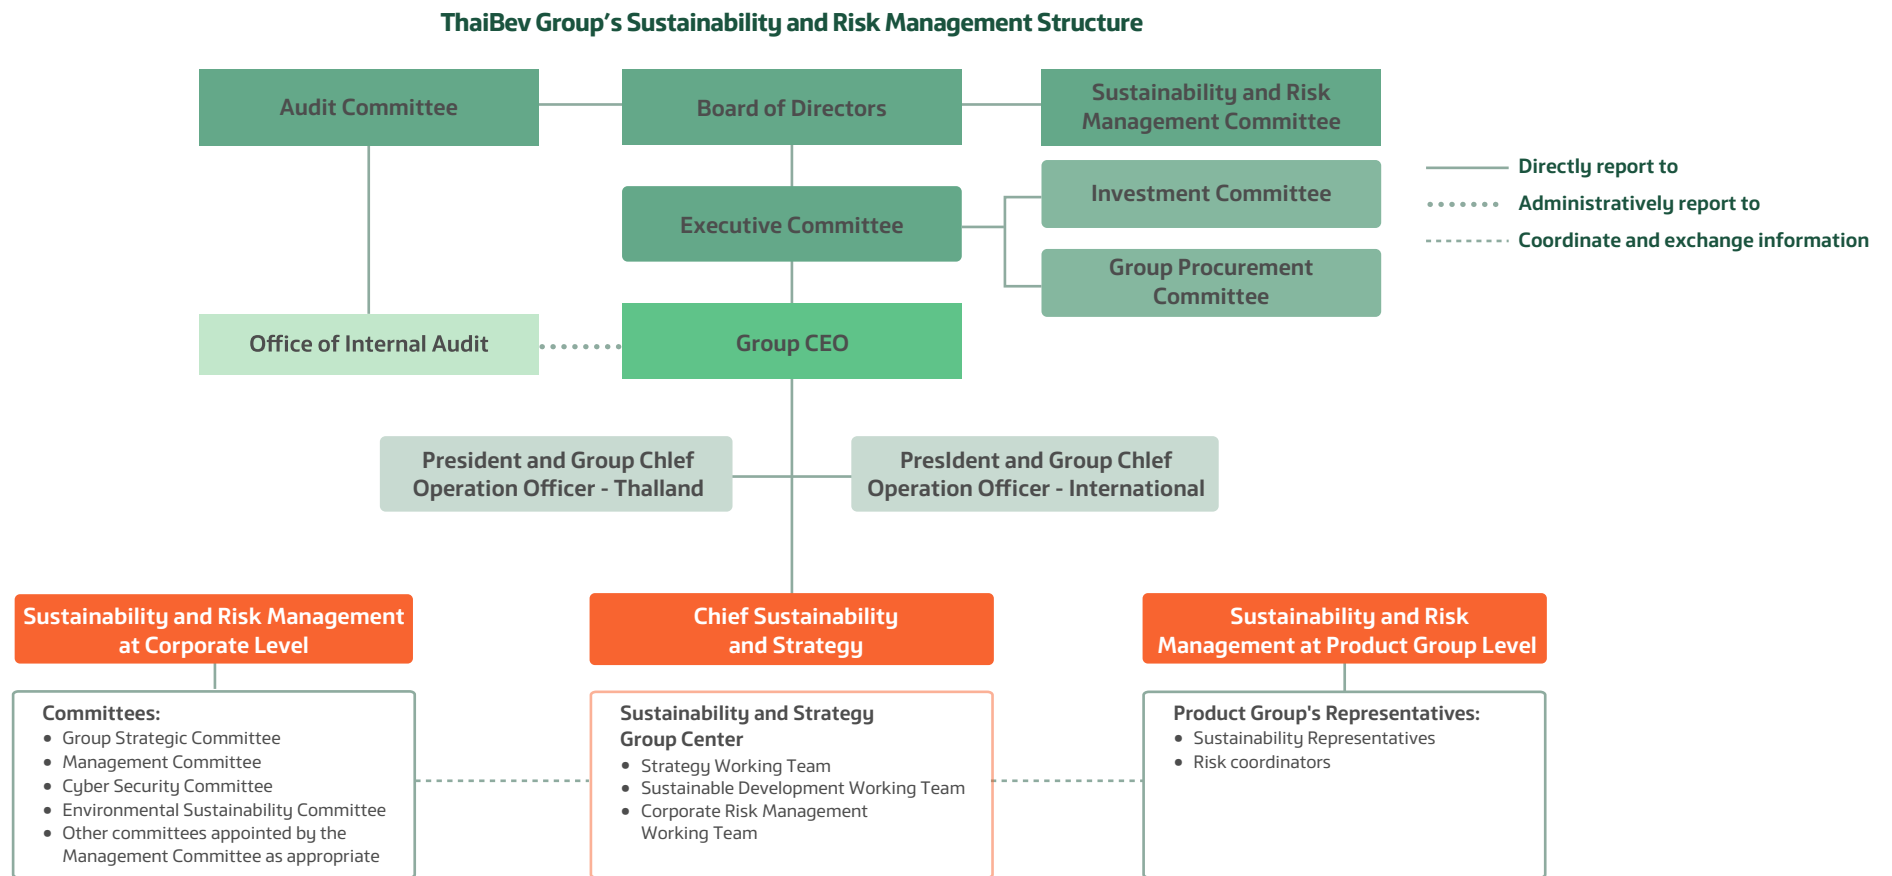 ThaiBev Group's Sustainability and Risk Management Structure
Audit Committee
Board of Directors
Sustainability and Risk
Management Committee
Executive Committee
Investment Committee
Group Procurement
Committee
Directly report to
Administratively report to
Coordinate and exchange information
Office of Internal Audit
Group CEO
President and Group Chlef
Operation Officer - Thalland
PresIdent and Group Chlef
Operation Officer - International
Sustainability and Risk Management
at Corporate Level
Chief Sustainability
and Strategy
Sustainability and Risk
Management at Product Group Level
Committees:
• Group Strategic Committee
• Management Committee
• Cyber Security Committee
• Environmental Sustainability Committee
• Other committees appointed by the
Management Committee as appropriate
Sustainability and Strategy
Group Center
• Strategy Working Team
• Sustainable Development Working Team
• Corporate Risk Management
Working Team
Product Group's Representatives:
• Sustainability Representatives
• Risk coordinators